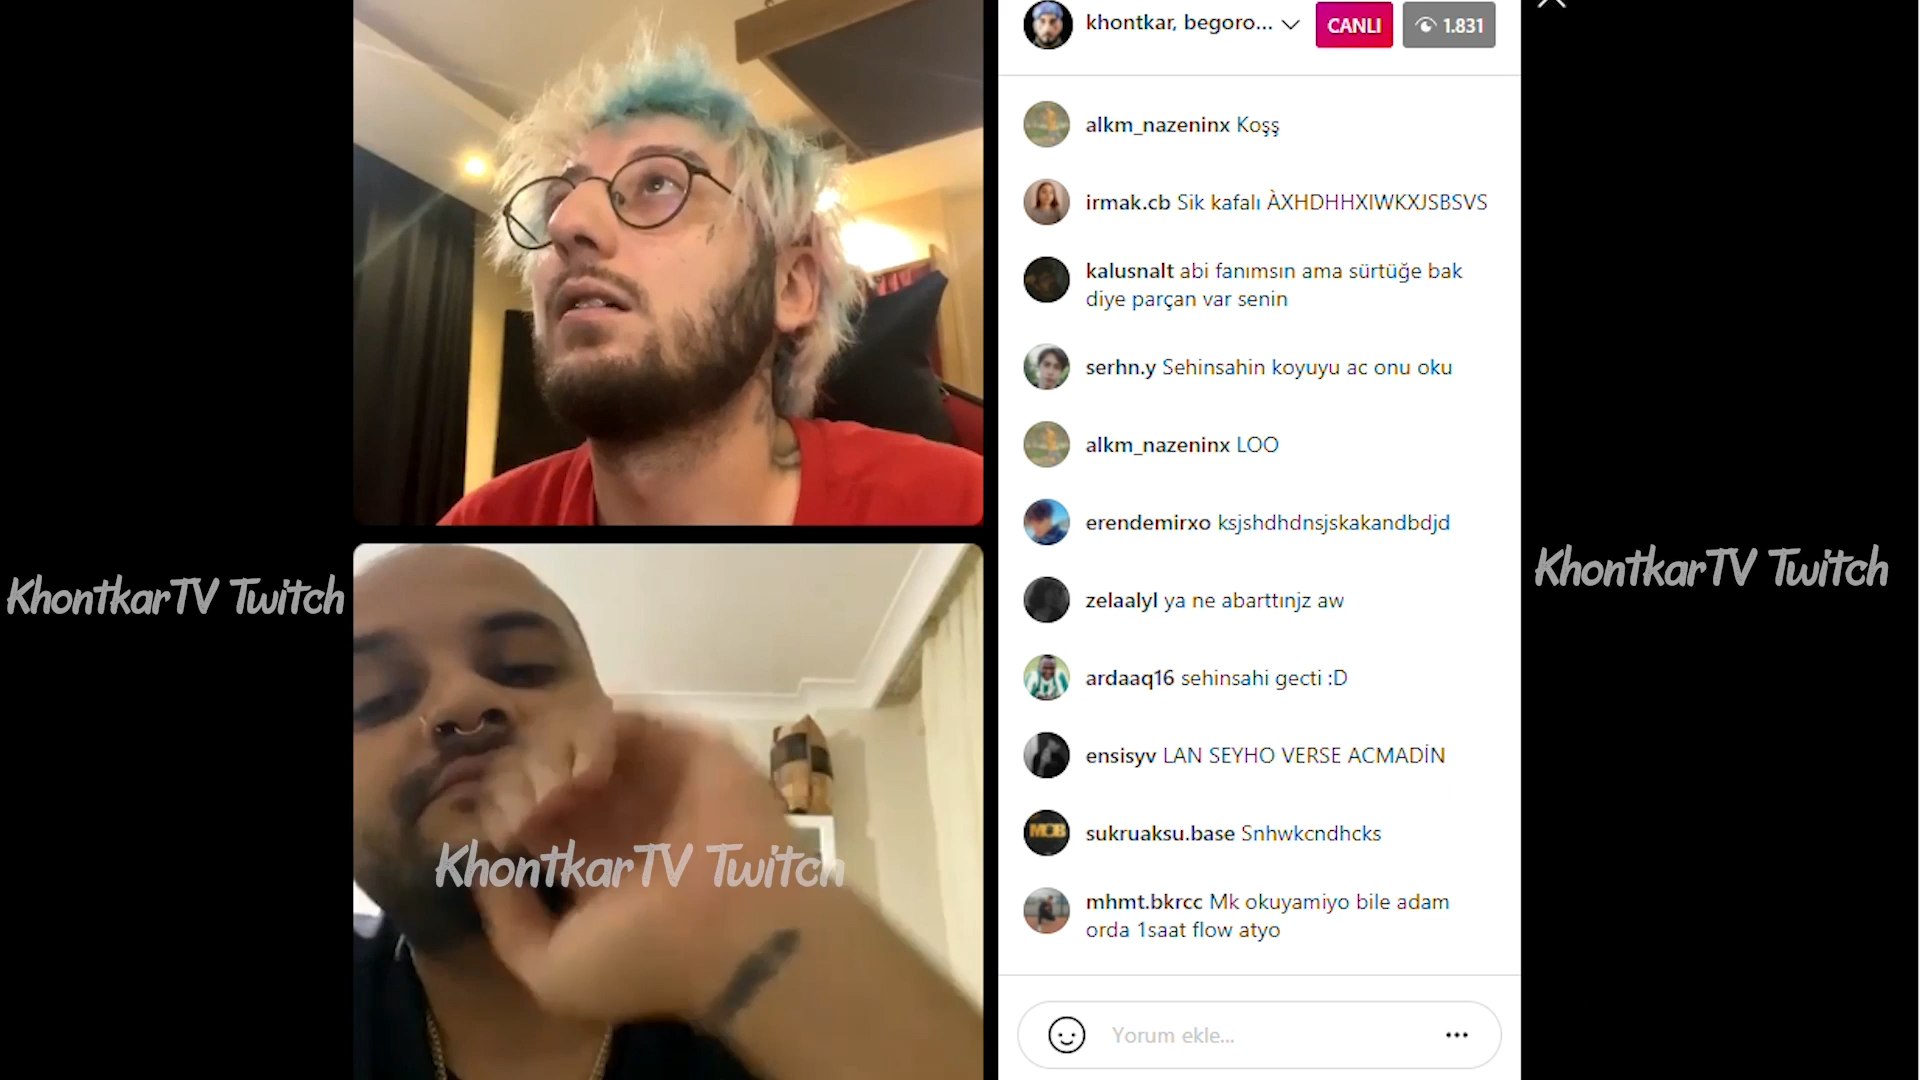 khontkar, begoro...
CANLI
1.831
alkm_nazeninx Koşş
irmak.cb Sik kafalı ÀXHDHHXIWKXJSBSVS
kalusnalt abi fanımsın ama sürtüğe bak
diye parçan var senin
serhn.y Sehinsahin koyuyu ac onu oku
alkm_nazeninx LOO
erendemirxo ksjshdhdnsjskakandbdjd
zelaalyl ya ne abarttınjz aw
ardaaq16 sehinsahi gecti :D
ensisyv LAN SEYHO VERSE ACMADİN
sukruaksu.base Snhwkcndhcks
mhmt.bkrcc Mk okuyamiyo bile adam
orda 1saat flow atyo
Yorum ekle...
KhontkarTV Twitch
KhontkarTV Twitch
KhontkarTV Twitch
MOB